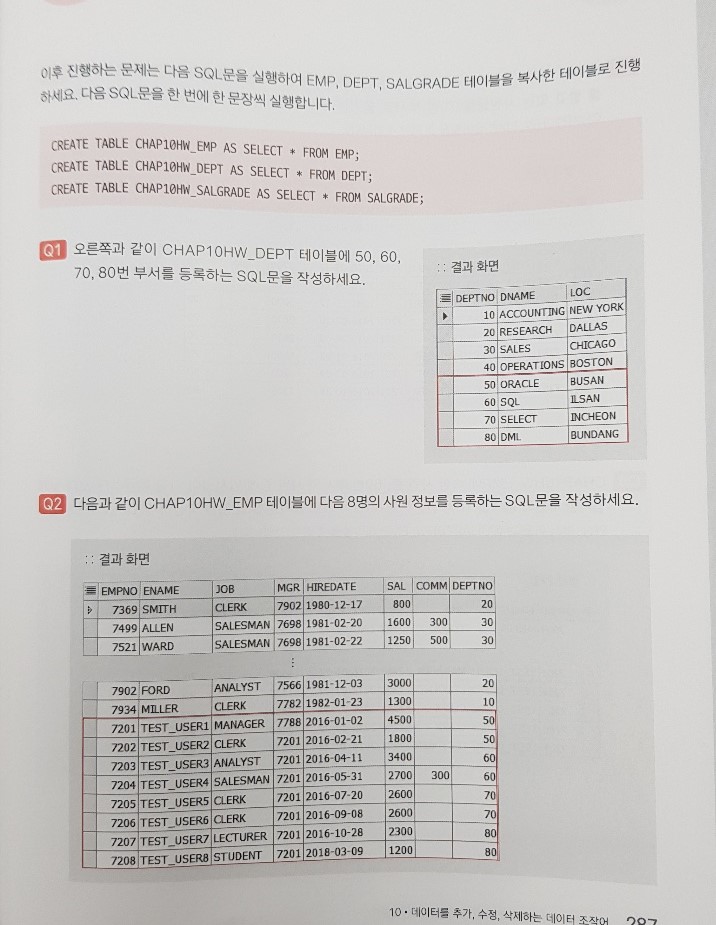 이후 진행하는 문제는 다음 SQL문을 실행하여 EMP, DEPT, SALGRADE 테이블을 복사한 테이블로 진행
하세요. 다음 SQL문을 한 번에 한 문장씩 실행합니다.
CREATE TABLE CHAP10HW_EMP AS SELECT * FROM EMP;
CREATE TABLE CHAP10HW_DEPT AS SELECT * FROM DEPT;
CREATE TABLE CHAP10HW_SALGRADE AS SELECT * FROM SALGRADE;
Q1 오른쪽과 같이 CHAP10HW_DEPT 테이블에 50, 60,
70, 80번 부서를 등록하는 SQL문을 작성하세요.
:: 결과 화면
DEPTNO DNAME LOC
10 ACCOUNTING NEW YORK
20 RESEARCH DALLAS
30 SALES CHICAGO
40 OPERATIONS BOSTON
50 ORACLE BUSAN
60 SQL ILSAN
70 SELECT INCHEON
80 DML BUNDANG
Q2 다음과 같이 CHAP10HW_EMP 테이블에 다음 8명의 사원 정보를 등록하는 SQL문을 작성하세요.
:: 결과 화면
EMPNO ENAME JOB MGR HIREDATE SAL COMM DEPTNO
7369 SMITH CLERK 7902 1980-12-17 800 20
7499 ALLEN SALESMAN 7698 1981-02-20 1600 300 30
7521 WARD SALESMAN 7698 1981-02-22 1250 500 30
⋮
7902 FORD ANALYST 7566 1981-12-03 3000 20
7934 MILLER CLERK 7782 1982-01-23 1300 10
7201 TEST_USER1 MANAGER 7788 2016-01-02 4500 50
7202 TEST_USER2 CLERK 7201 2016-02-21 1800 50
7203 TEST_USER3 ANALYST 7201 2016-04-11 3400 60
7204 TEST_USER4 SALESMAN 7201 2016-05-31 2700 300 60
7205 TEST_USER5 CLERK 7201 2016-07-20 2600 70
7206 TEST_USER6 CLERK 7201 2016-09-08 2600 70
7207 TEST_USER7 LECTURER 7201 2016-10-28 2300 80
7208 TEST_USER8 STUDENT 7201 2018-03-09 1200 80
10 • 데이터를 추가, 수정, 삭제하는 데이터 조작어 287